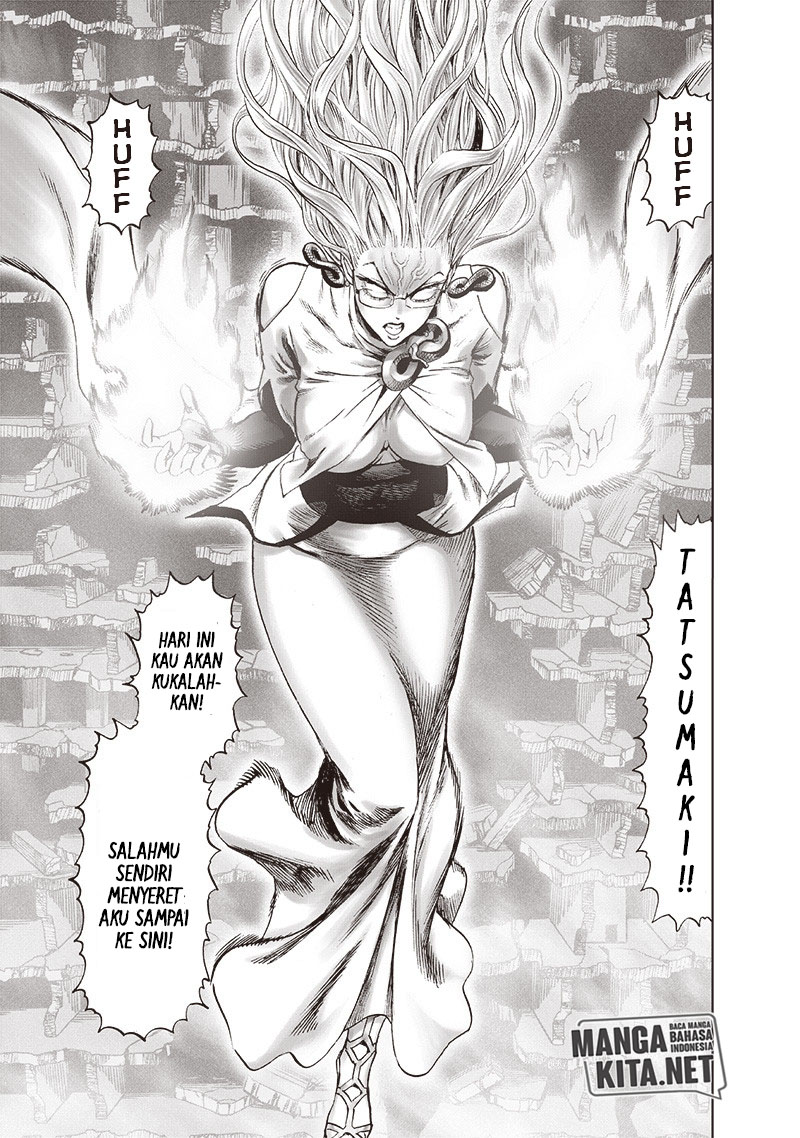 HUFF
HUFF
TATSUMAKI!!
HARI INI
KAU AKAN
KUKALAH-
KAN!
SALAHMU
SENDIRI
MENYERET
AKU SAMPAI
KE SINI!
MANGA
BACA MANGA
BAHASA
INDONESIA
KITA.NET